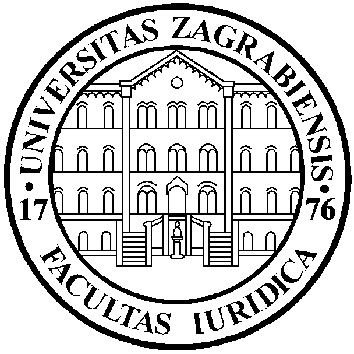 · UNIVERSITAS ZAGRABIENSIS ·
17 76
FACULTAS IURIDICA